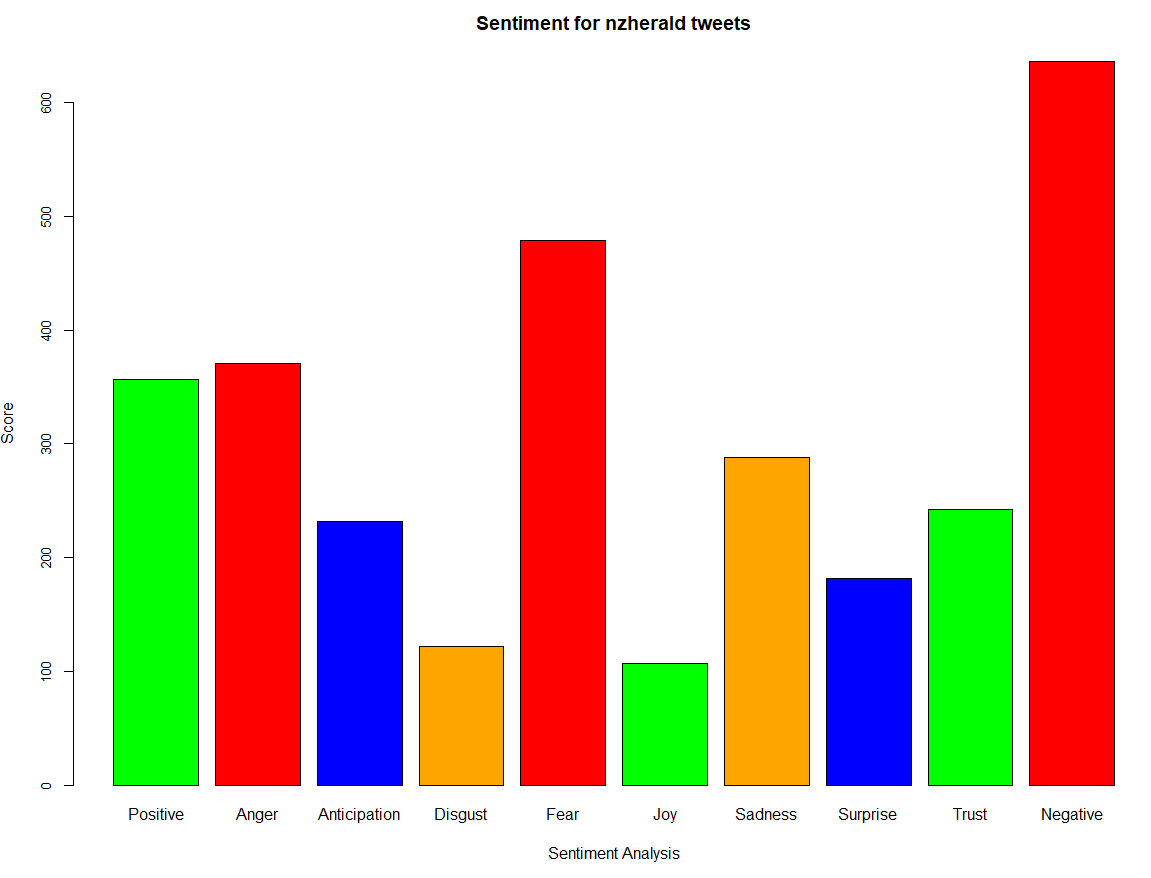 Sentiment for nzherald tweets
600
500
400
300
200
100
0
Score
Positive Anger Anticipation Disgust Fear Joy Sadness Surprise Trust Negative
Sentiment Analysis